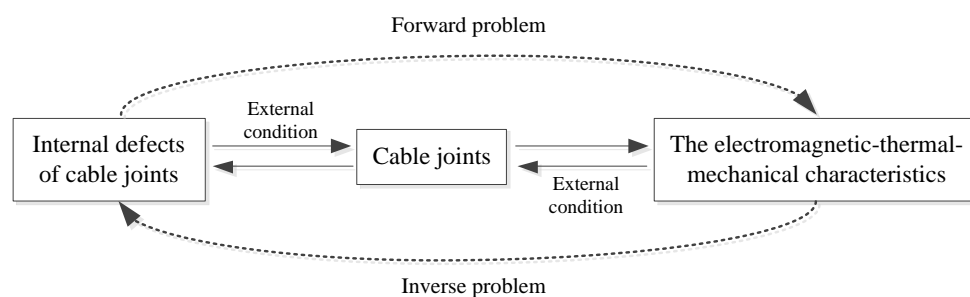 Forward problem
External
condition
Internal defects
of cable joints
Cable joints
The electromagnetic-thermal-
mechanical characteristics
External
condition
Inverse problem